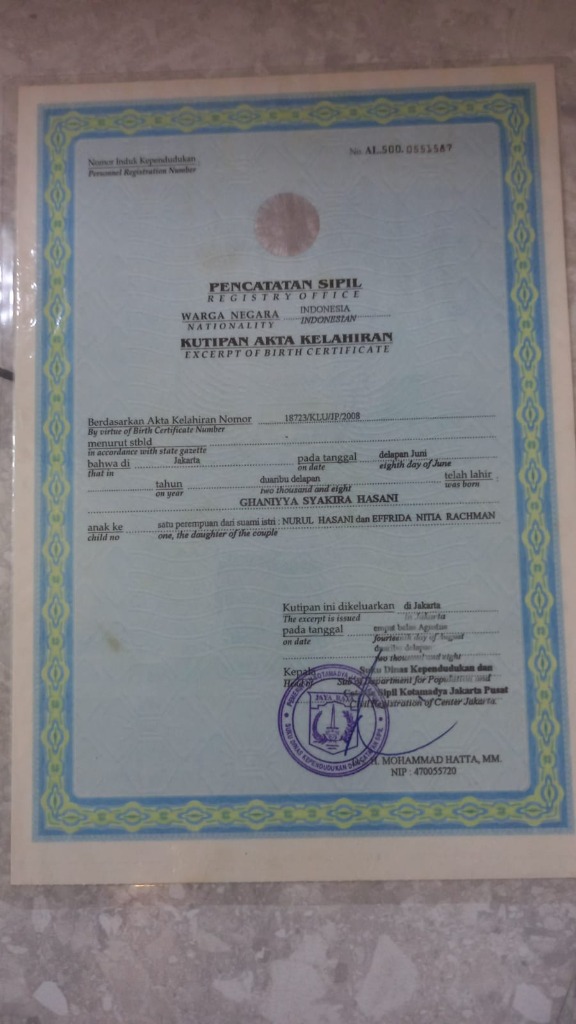 Nomor Induk Kependudukan
Personnel Registration Number
No. AL.500.0553587
PENCATATAN SIPIL
REGISTRY OFFICE
WARGA NEGARA INDONESIA
NATIONALITY INDONESIAN
KUTIPAN AKTA KELAHIRAN
EXCERPT OF BIRTH CERTIFICATE
Berdasarkan Akta Kelahiran Nomor 18723/KLU/JP/2008
By virtue of Birth Certificate Number
menurut stbld
in accordance with state gazette
bahwa di Jakarta pada tanggal delapan Juni
that in on date eighth day of June
tahun duaribu delapan telah lahir :
on year two thousand and eight was born
GHANIYYA SYAKIRA HASANI
anak ke satu perempuan dari suami istri : NURUL HASANI dan EFFRIDA NITIA RACHMAN
child no one, the daughter of the couple
Kutipan ini dikeluarkan di Jakarta
The excerpt is issued in Jakarta
pada tanggal empat belas Agustus
on date fourteenth day of August
duaribu delapan
two thousand and eight
Kepala Suku Dinas Kependudukan dan
Head of Sub Department for Population and
Catatan Sipil Kotamadya Jakarta Pusat
Civil Registration of Center Jakarta
JAYA RAYA
H. MOHAMMAD HATTA, MM.
NIP : 470055720